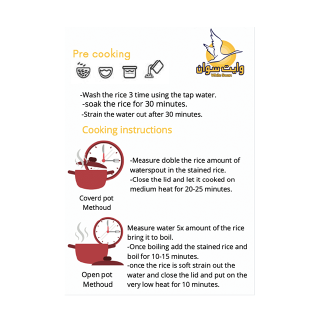 Pre cooking
وايت سوان
White Swan
-Wash the rice 3 time using the tap water.
-soak the rice for 30 minutes.
-Strain the water out after 30 minutes.
Cooking instructions
-Measure doble the rice amount of
waterspout in the stained rice.
-Close the lid and let it cooked on
medium heat for 20-25 minutes.
Coverd pot
Methoud
Measure water 5x amount of the rice
bring it to boil.
-Once boiling add the stained rice and
boil for 10-15 minutes.
-once the rice is soft strain out the
water and close the lid and put on the
very low heat for 10 minutes.
Open pot
Methoud